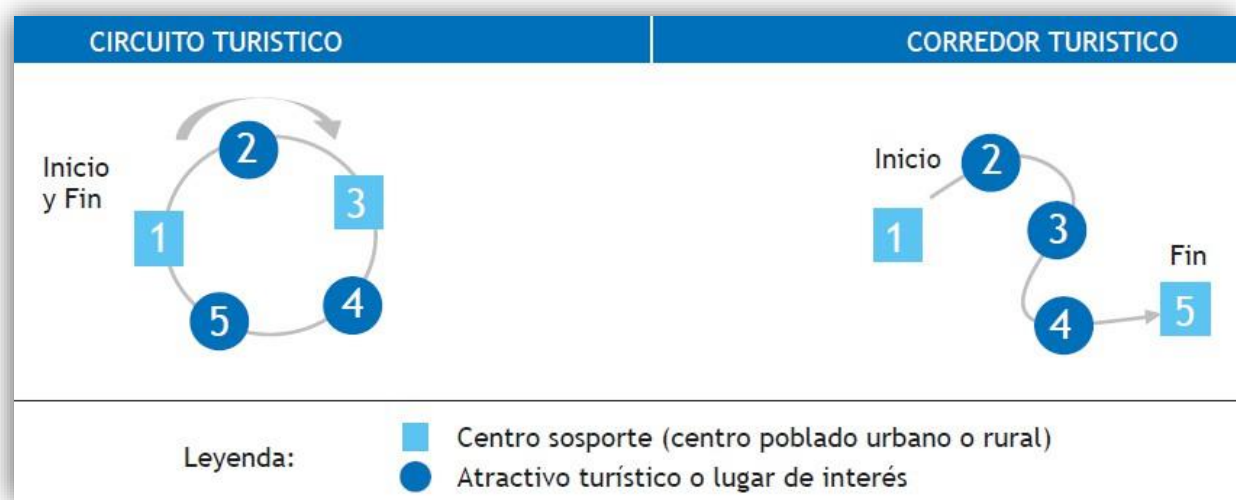 CIRCUITO TURISTICO
CORREDOR TURISTICO
Inicio
y Fin
1
2
3
4
5
Inicio
1
2
3
4
Fin
5
Leyenda:
Centro sosporte (centro poblado urbano o rural)
Atractivo turístico o lugar de interés